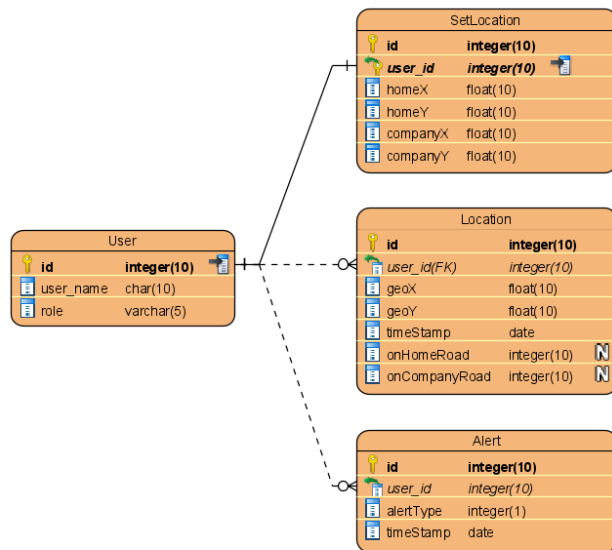 SetLocation
id integer(10)
user_id integer(10)
homeX float(10)
homeY float(10)
companyX float(10)
companyY float(10)
User
id integer(10)
user_name char(10)
role varchar(5)
Location
id integer(10)
user_id(FK) integer(10)
geoX float(10)
geoY float(10)
timeStamp date
onHomeRoad integer(10) N
onCompanyRoad integer(10) N
Alert
id integer(10)
user_id integer(10)
alertType integer(1)
timeStamp date